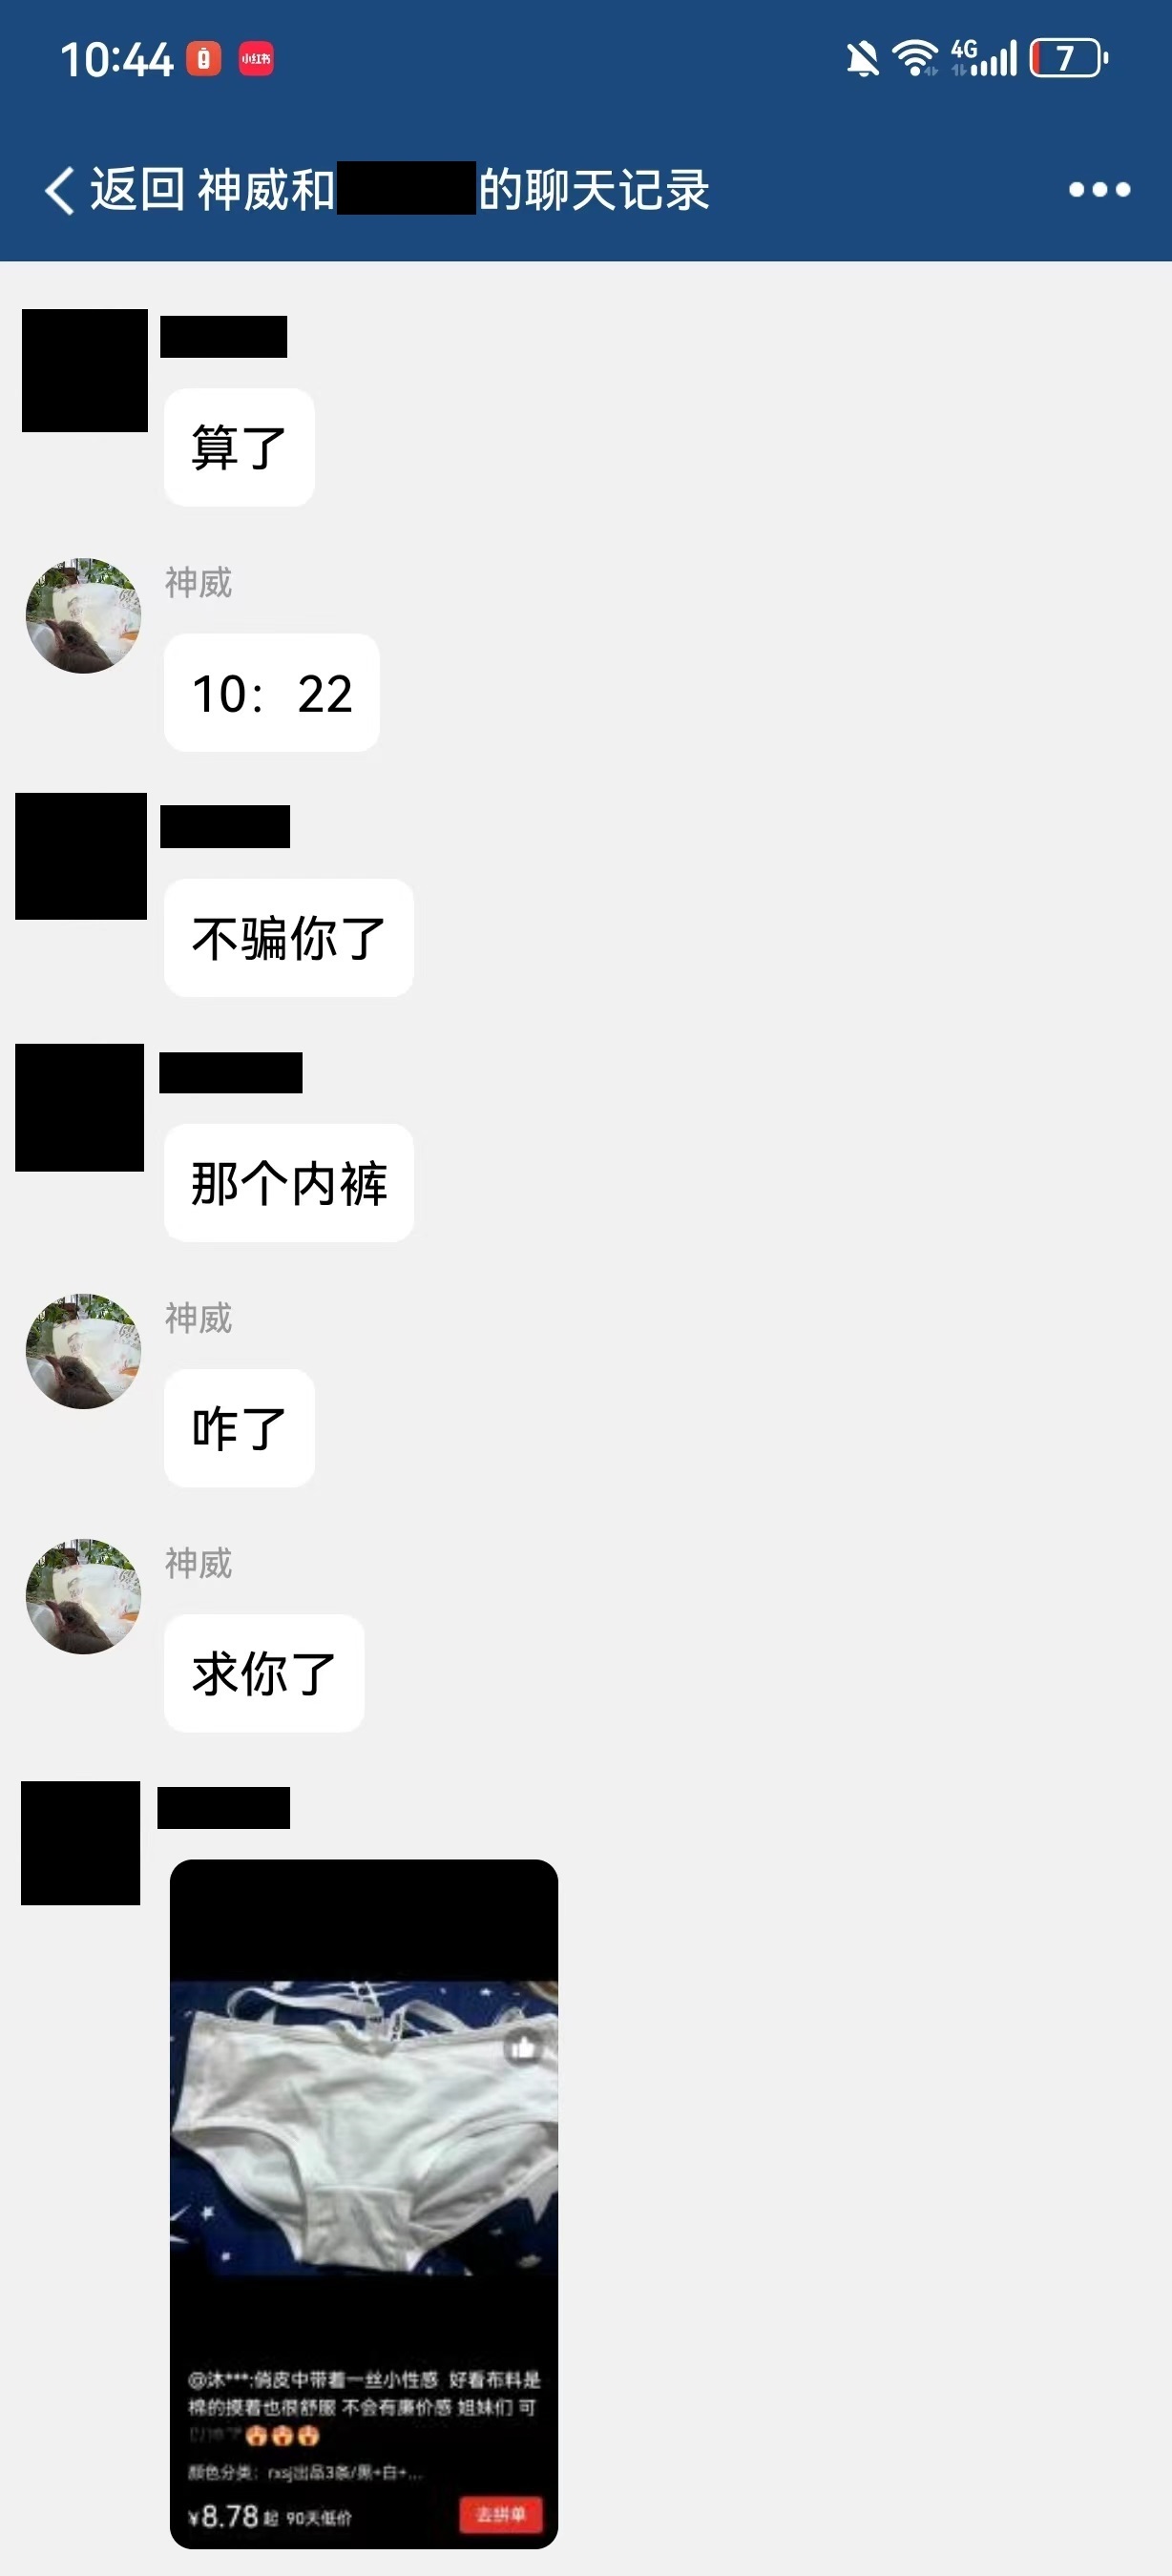 10:44
小红书
4G
7
返回 神威和
的聊天记录
算了
神威
10： 22
不骗你了
那个内裤
神威
咋了
神威
求你了
@沐***:俏皮中带着一丝小性感 好看布料是
棉的摸着也很舒服 不会有廉价感 姐妹们 可
颜色分类：rxsj出品3条/黑+白+...
¥8.78起 90天低价
去拼单